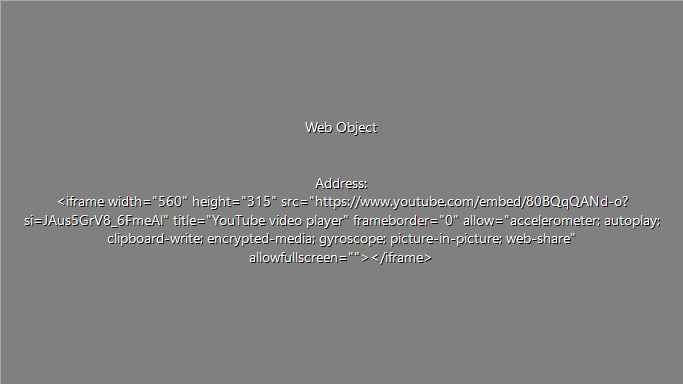 Web Object
Address:
<iframe width="560" height="315" src="https://www.youtube.com/embed/80BQqQANd-o?
si=JAus5GrV8_6FmeAl" title="YouTube video player" frameborder="0" allow="accelerometer; autoplay;
clipboard-write; encrypted-media; gyroscope; picture-in-picture; web-share"
allowfullscreen=""></iframe>